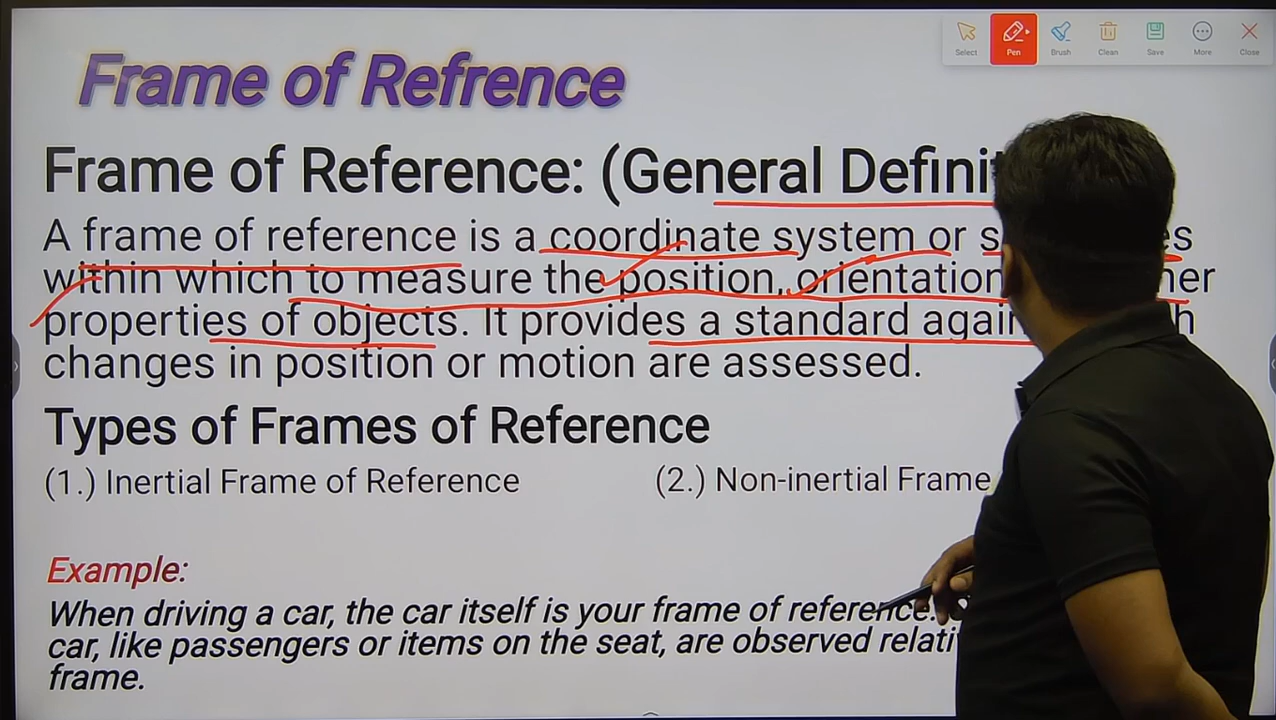 Select Pen Brush Clean Save More Close
Frame of Refrence
Frame of Reference: (General Definit
A frame of reference is a coordinate system or s es
within which to measure the position, orientation her
properties of objects. It provides a standard again h
changes in position or motion are assessed.
Types of Frames of Reference
(1.) Inertial Frame of Reference (2.) Non-inertial Frame
Example:
When driving a car, the car itself is your frame of reference.
car, like passengers or items on the seat, are observed relati
frame.